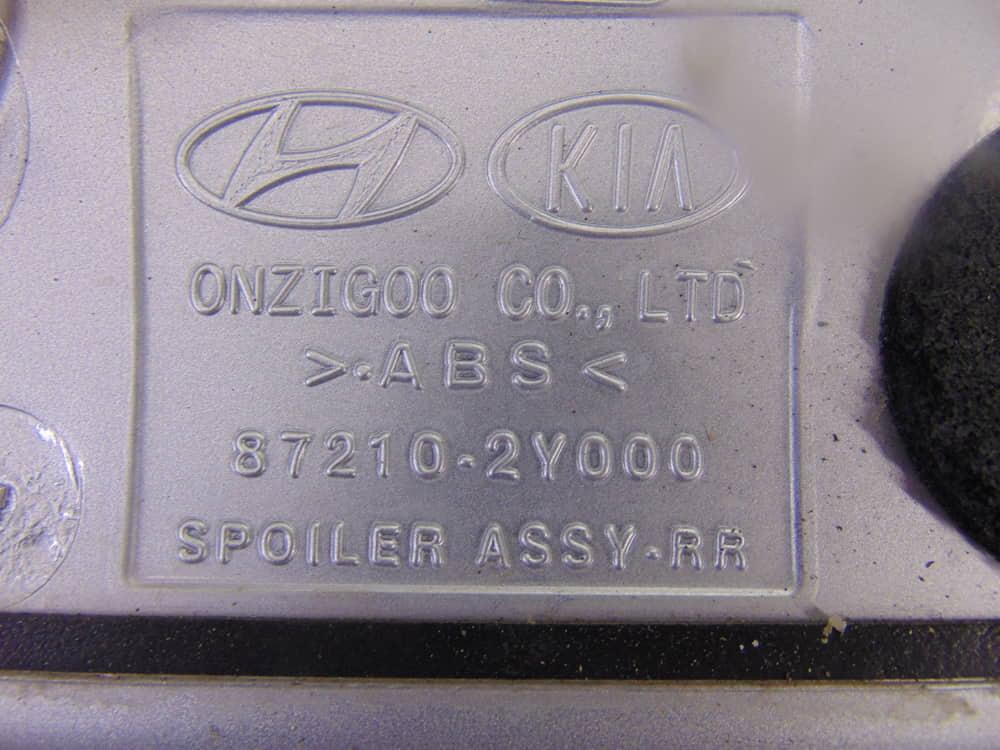 KIA
ONZIGOO CO., LTD
>·ABS<
87210-2Y000
SPOILER ASSY-RR